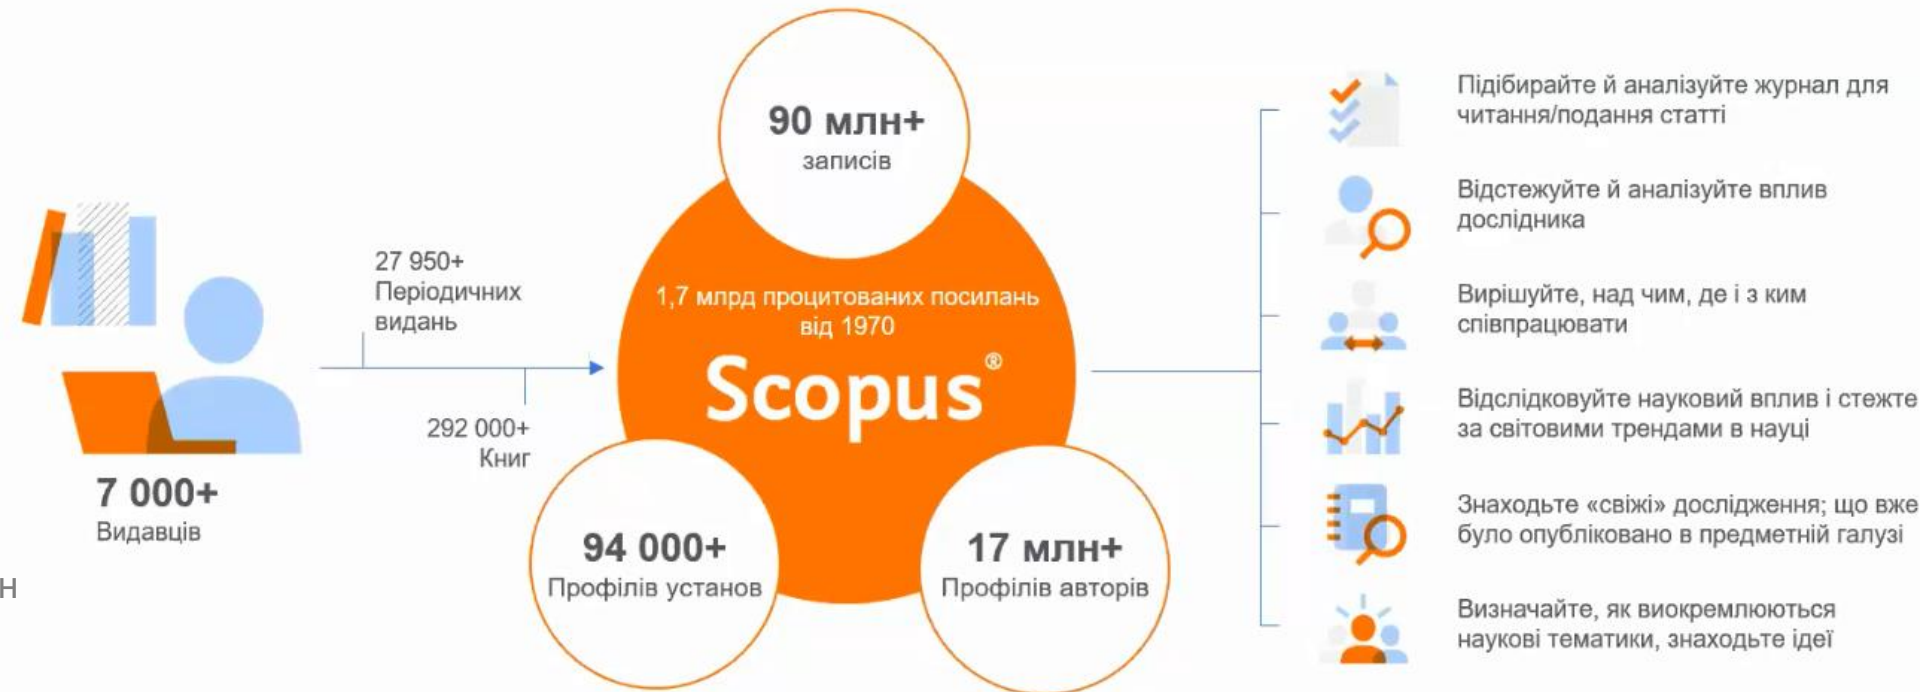 27 950+
Періодичних
видань
292 000+
Книг
7 000+
Видавців
н
90 млн+
записів
1,7 млрд процитованих посилань
від 1970
Scopus®
94 000+
Профілів установ
17 млн+
Профілів авторів
Підібирайте й аналізуйте журнал для
читання/подання статті
Відстежуйте й аналізуйте вплив
дослідника
Вирішуйте, над чим, де і з ким
співпрацювати
Відслідковуйте науковий вплив і стежте
за світовими трендами в науці
Знаходьте «свіжі» дослідження; що вже
було опубліковано в предметній галузі
Визначайте, як виокремлюються
наукові тематики, знаходьте ідеї